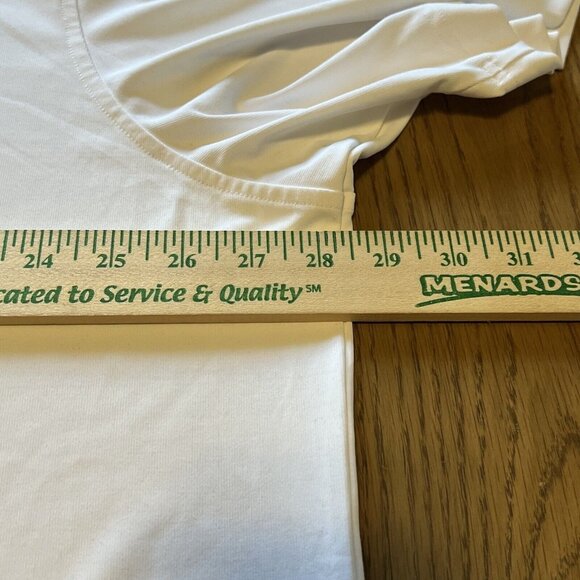 24 25 26 27 28 29 30 31
cated to Service & Quality℠ MENARDS